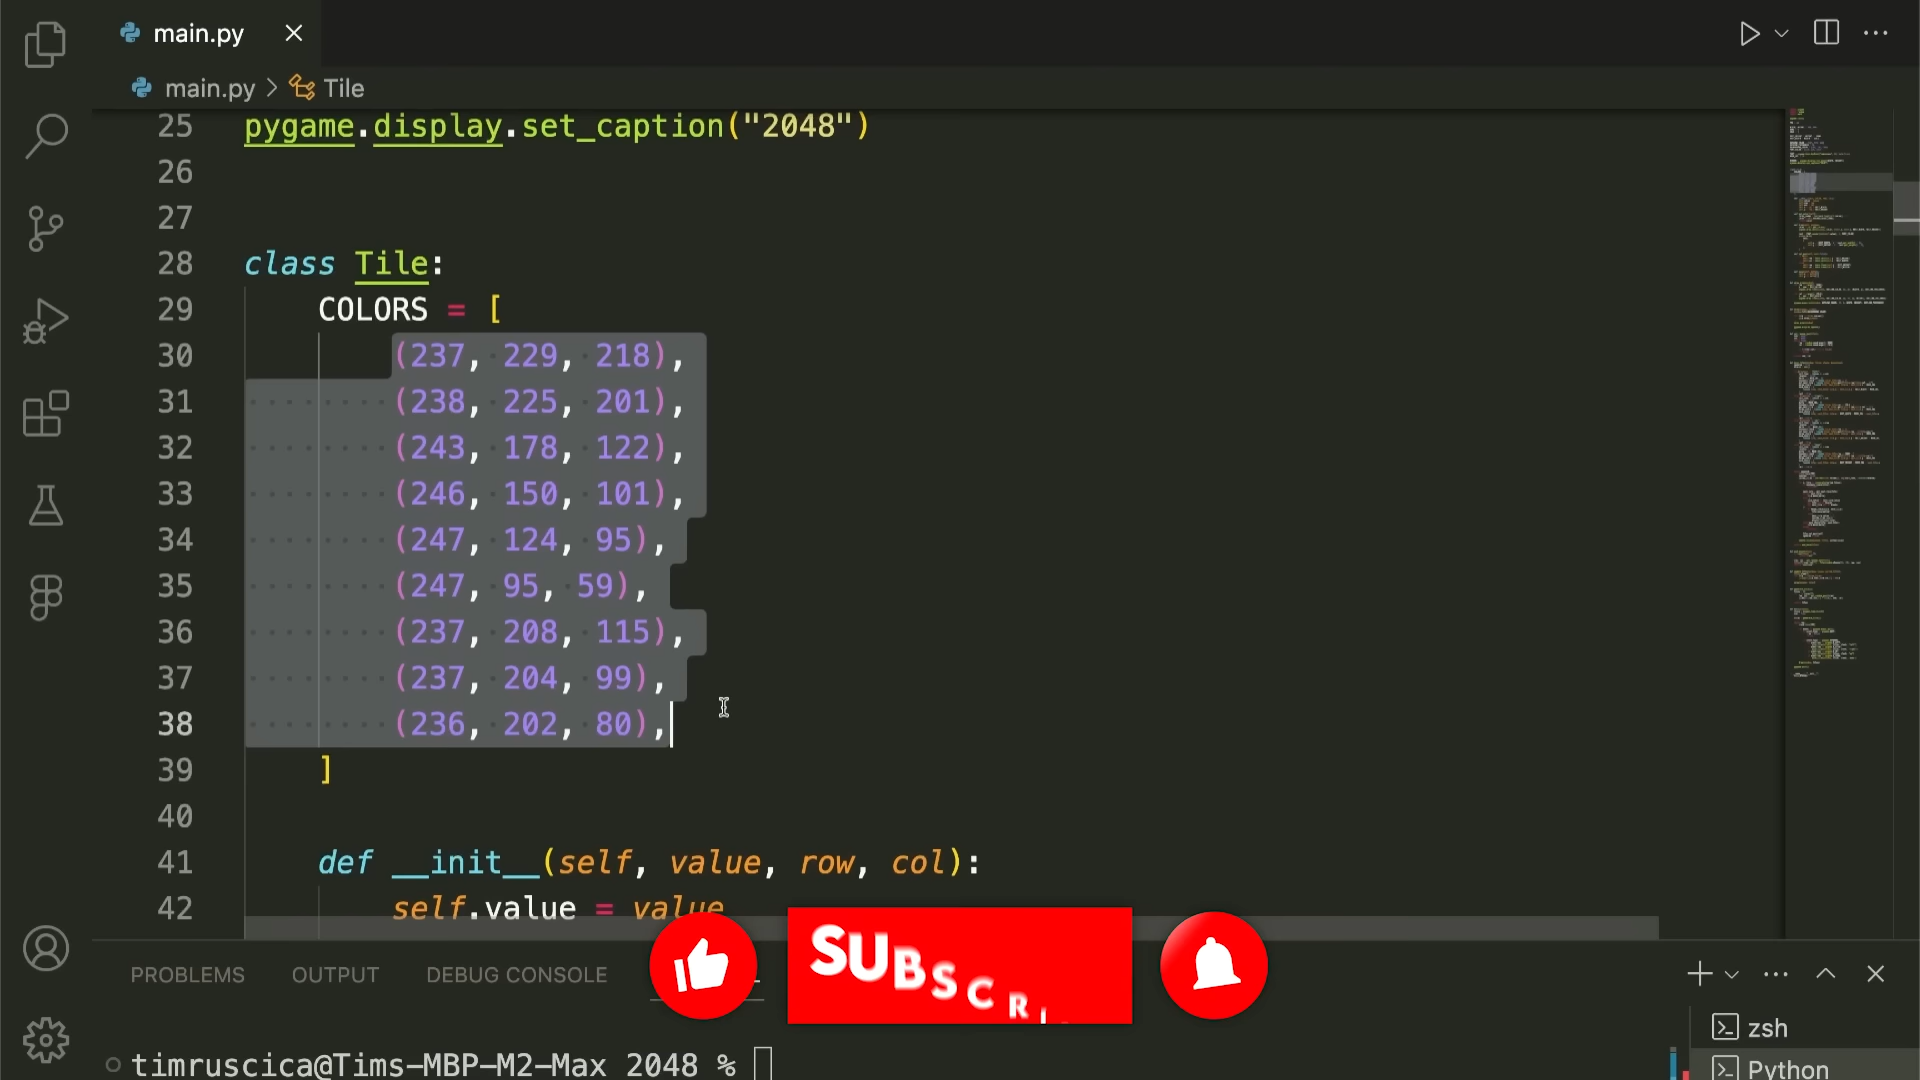 main.py
main.py > Tile
25 pygame.display.set_caption("2048")
26
27
28 class Tile:
29 COLORS = [
30 (237, 229, 218),
31 (238, 225, 201),
32 (243, 178, 122),
33 (246, 150, 101),
34 (247, 124, 95),
35 (247, 95, 59),
36 (237, 208, 115),
37 (237, 204, 99),
38 (236, 202, 80),
39 ]
40
41 def __init__(self, value, row, col):
42 self.value = value
PROBLEMS OUTPUT DEBUG CONSOLE
SUBSCRI
zsh
timruscica@Tims-MBP-M2-Max 2048 %
Python